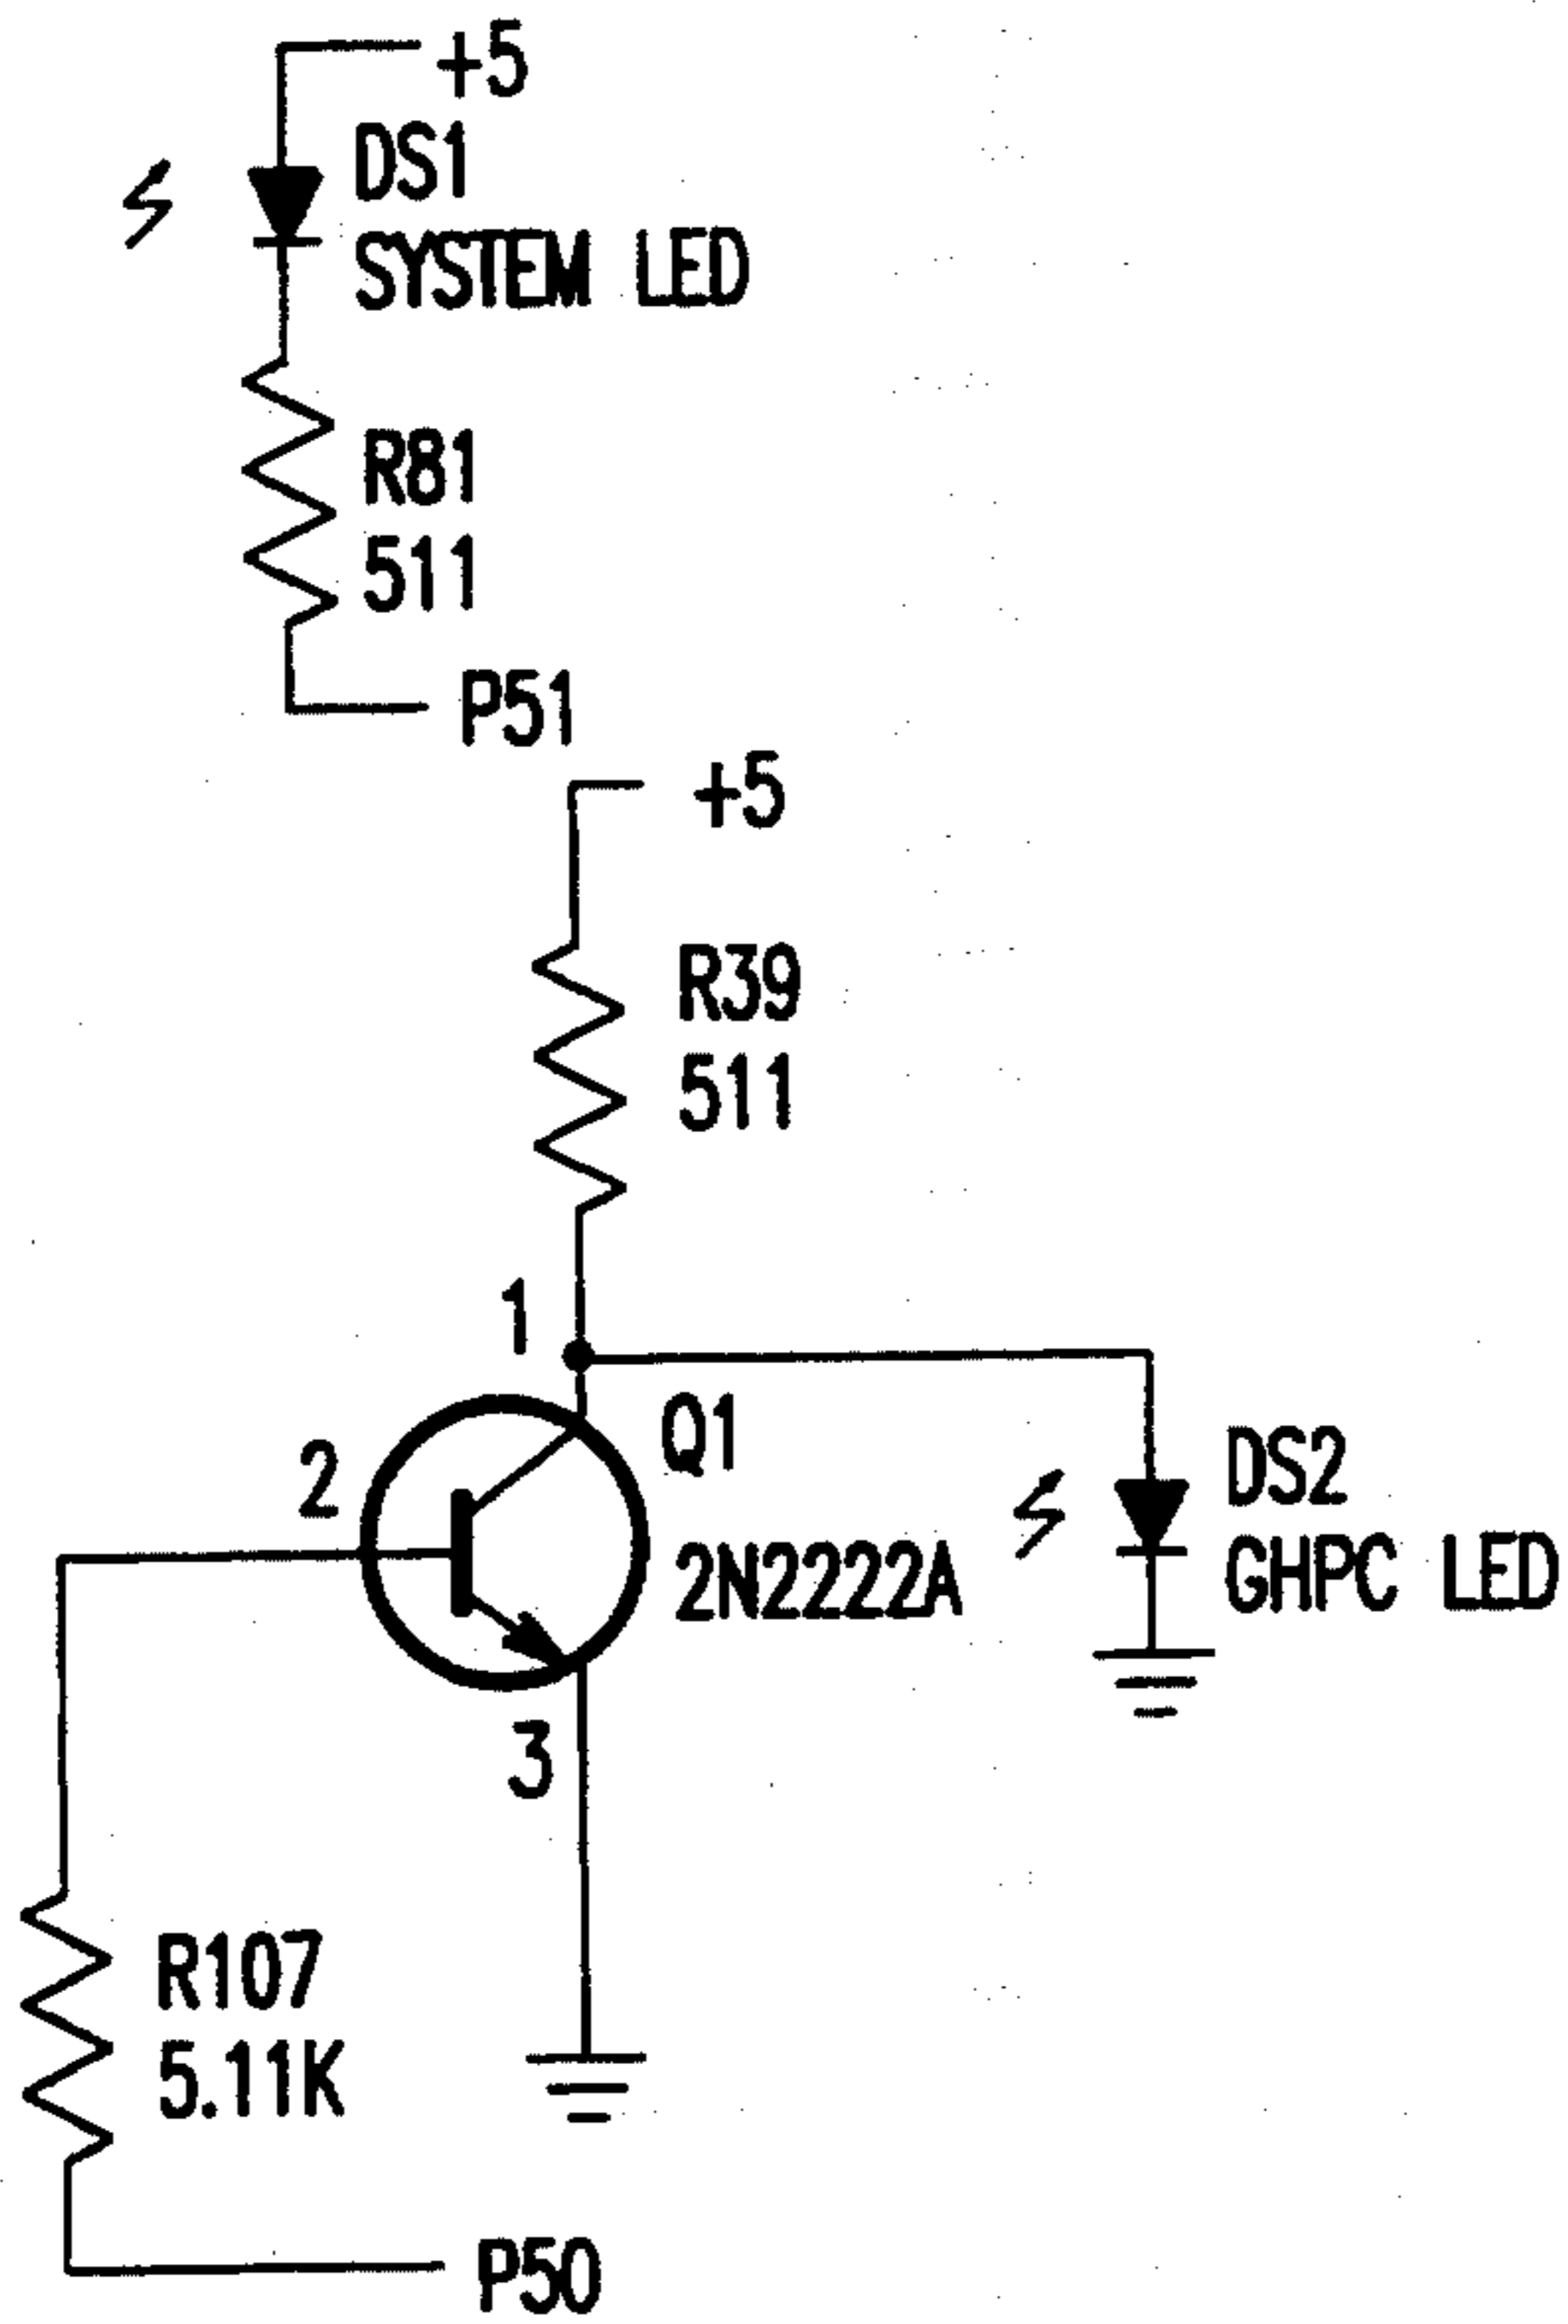 +5
DS1
SYSTEM LED
R81
511
P51
+5
R39
511
1
Q1
2
2N2222A
DS2
GHPC LED
3
R107
5.11K
P50